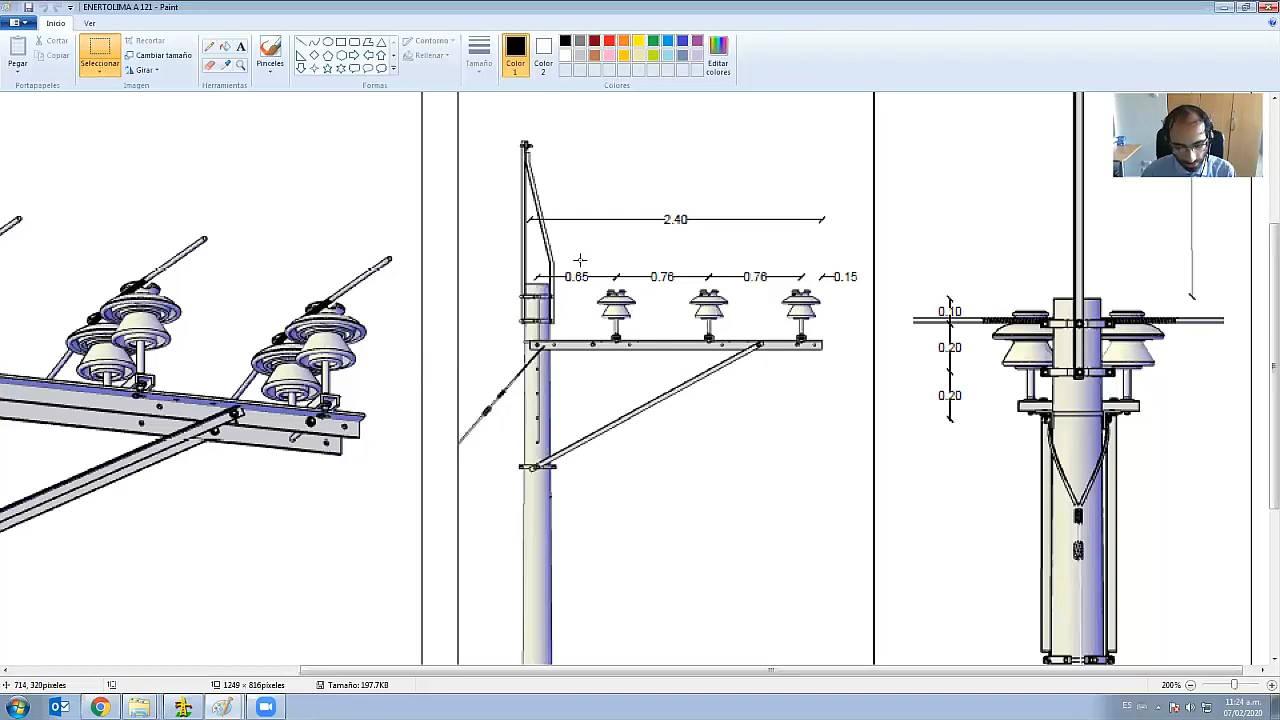 ENERTOLIMA A 121 - Paint
Inicio
Ver
Pegar
Cortar
Copiar
Portapapeles
Seleccionar
Recortar
Cambiar tamaño
Girar
Imagen
A
Herramientas
Pinceles
Formas
Contorno
Rellenar
Tamaño
Color 1
Color 2
Editar colores
Colores
2.40
0.65
0.76
0.76
0.15
0.10
0.20
0.20
714, 320píxeles
1249 × 816píxeles
Tamaño: 197.7KB
200%
ES
11:24 a.m.
07/02/2020